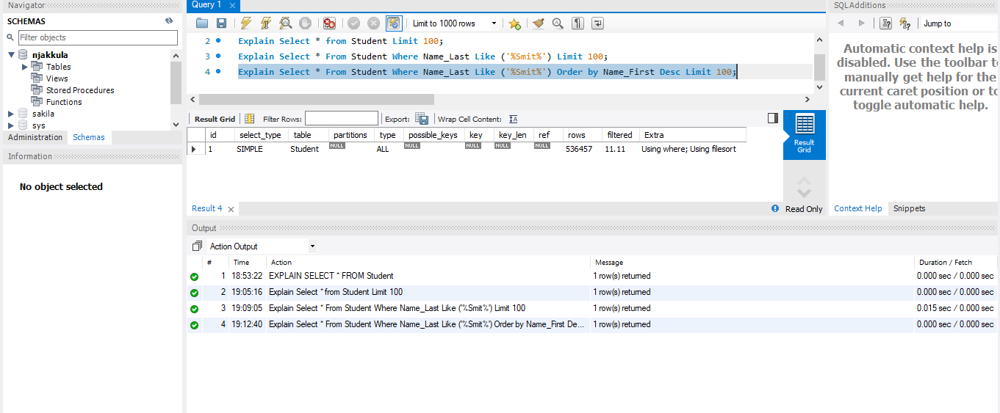 Navigator
SCHEMAS
Filter objects
njakkula
Tables
Views
Stored Procedures
Functions
sakila
sys
Administration Schemas
Information
No object selected
Query 1
Limit to 1000 rows
2 Explain Select * from Student Limit 100;
3 Explain Select * From Student Where Name_Last Like ('%Smit%') Limit 100;
4 Explain Select * From Student Where Name_Last Like ('%Smit%') Order by Name_First Desc Limit 100;
Result Grid Filter Rows: Export: Wrap Cell Content:
id select_type table partitions type possible_keys key key_len ref rows filtered Extra
1 SIMPLE Student NULL ALL NULL NULL NULL NULL 536457 11.11 Using where; Using filesort
Result
Grid
Result 4 Read Only
SQLAdditions
Jump to
Automatic context help is
disabled. Use the toolbar
manually get help for the
current caret position or
toggle automatic help.
Context Help Snippets
Output
Action Output
# Time Action Message Duration / Fetch
1 18:53:22 EXPLAIN SELECT * FROM Student 1 row(s) returned 0.000 sec / 0.000 sec
2 19:05:16 Explain Select * from Student Limit 100 1 row(s) returned 0.000 sec / 0.000 sec
3 19:09:05 Explain Select * From Student Where Name_Last Like ('%Smit%') Limit 100 1 row(s) returned 0.015 sec / 0.000 sec
4 19:12:40 Explain Select * From Student Where Name_Last Like ('%Smit%') Order by Name_First De... 1 row(s) returned 0.000 sec / 0.000 sec